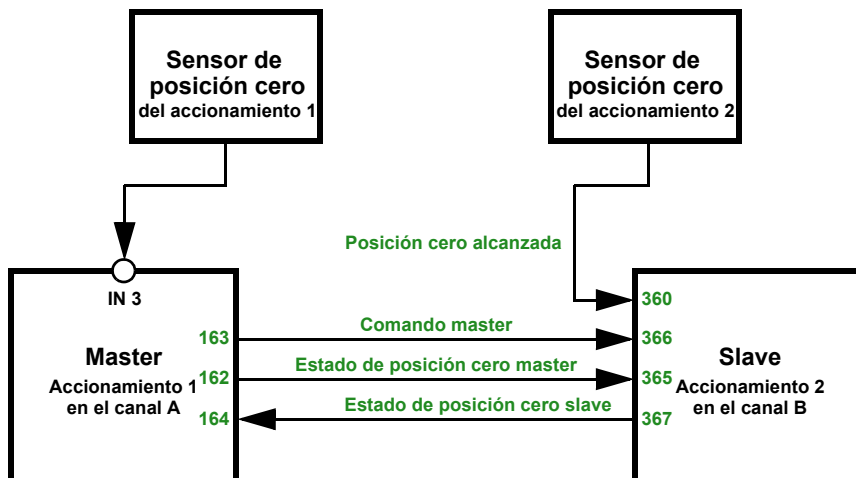 Sensor de
posición cero
del accionamiento 1
Sensor de
posición cero
del accionamiento 2
Posición cero alcanzada
IN 3
360
163
Comando master
366
Master
Slave
162
Estado de posición cero master
365
Accionamiento 1
en el canal A
Accionamiento 2
en el canal B
164
Estado de posición cero slave
367